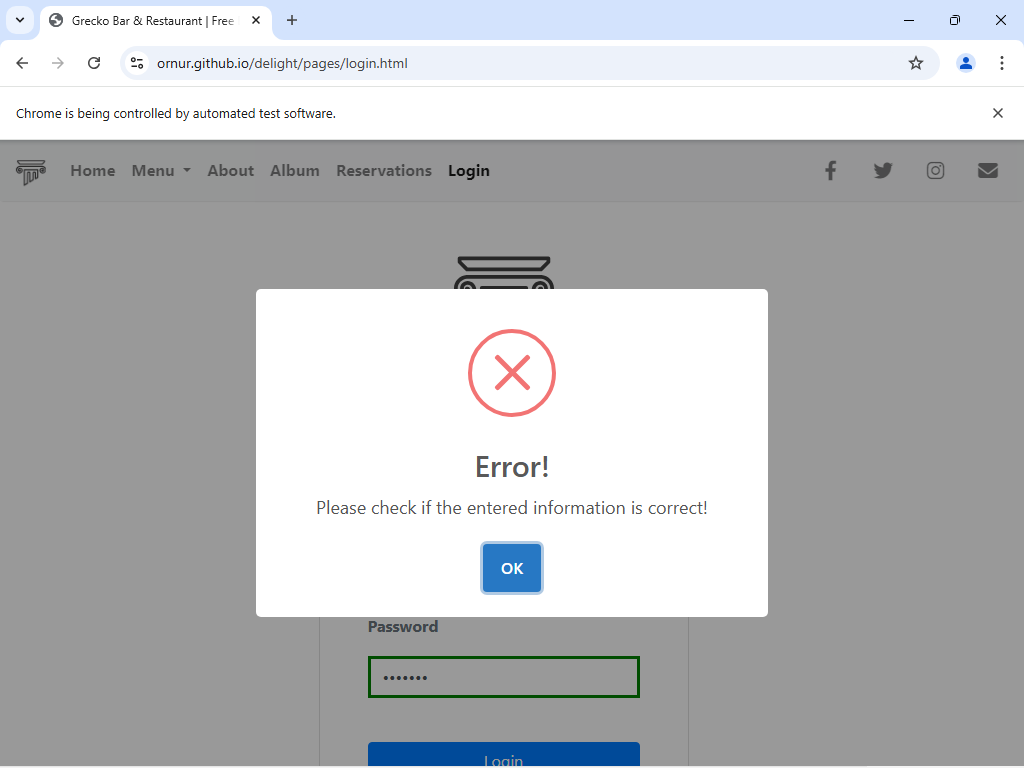 Grecko Bar & Restaurant | Free
ornur.github.io/delight/pages/login.html
Chrome is being controlled by automated test software.
Home Menu About Album Reservations Login
Error!
Please check if the entered information is correct!
OK
Password
•••••••
Login